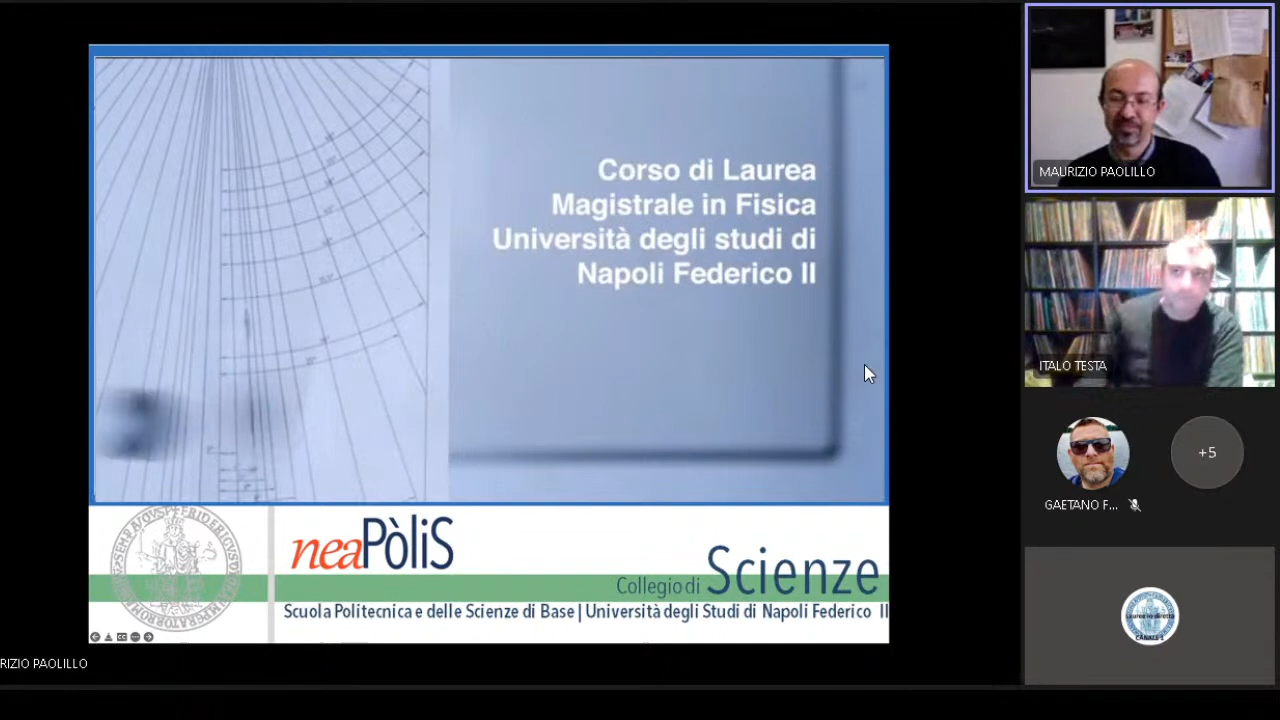 Corso di Laurea
Magistrale in Fisica
Università degli studi di
Napoli Federico II
neaPòliS
Collegio di Scienze
Scuola Politecnica e delle Scienze di Base | Università degli Studi di Napoli Federico II
RIZIO PAOLILLO
MAURIZIO PAOLILLO
ITALO TESTA
GAETANO F...
+5
CANALE 1